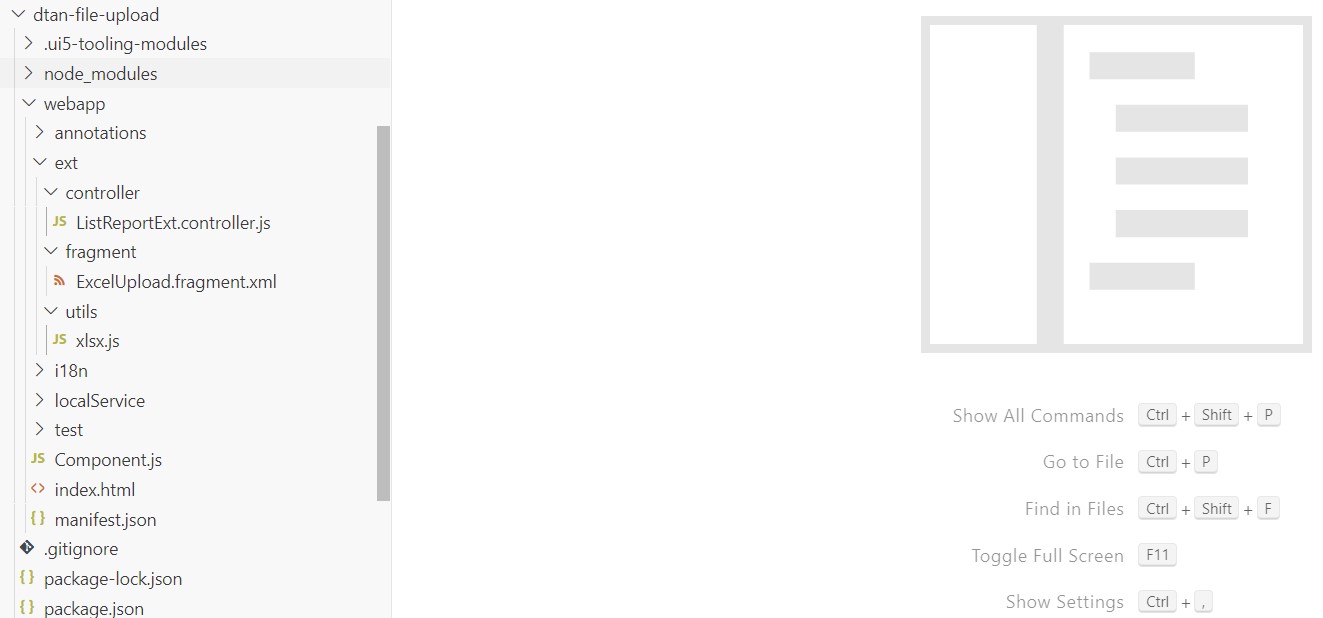 dtan-file-upload
.ui5-tooling-modules
node_modules
webapp
annotations
ext
controller
JS ListReportExt.controller.js
fragment
ExcelUpload.fragment.xml
utils
JS xlsx.js
i18n
localService
test
JS Component.js
<> index.html
{} manifest.json
.gitignore
{} package-lock.json
{} package.json
Show All Commands Ctrl + Shift + P
Go to File Ctrl + P
Find in Files Ctrl + Shift + F
Toggle Full Screen F11
Show Settings Ctrl + ,